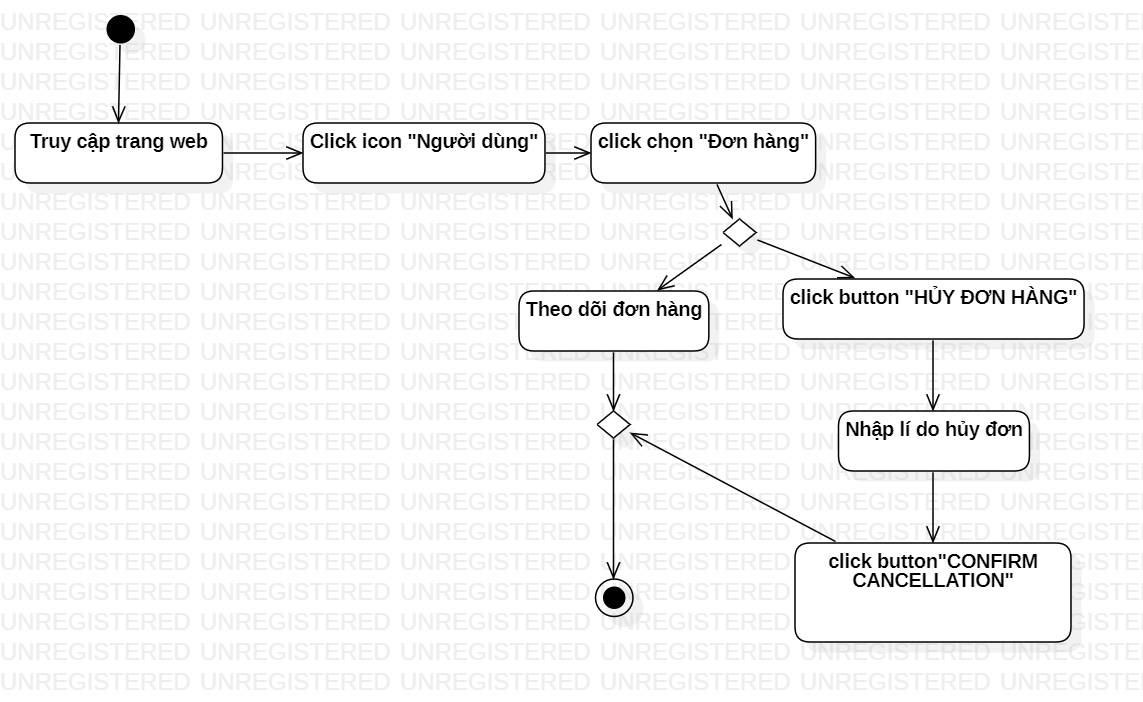 Truy cập trang web
Click icon "Người dùng"
click chọn "Đơn hàng"
Theo dõi đơn hàng
click button "HỦY ĐƠN HÀNG"
Nhập lí do hủy đơn
click button"CONFIRM
CANCELLATION"
UNREGISTERED